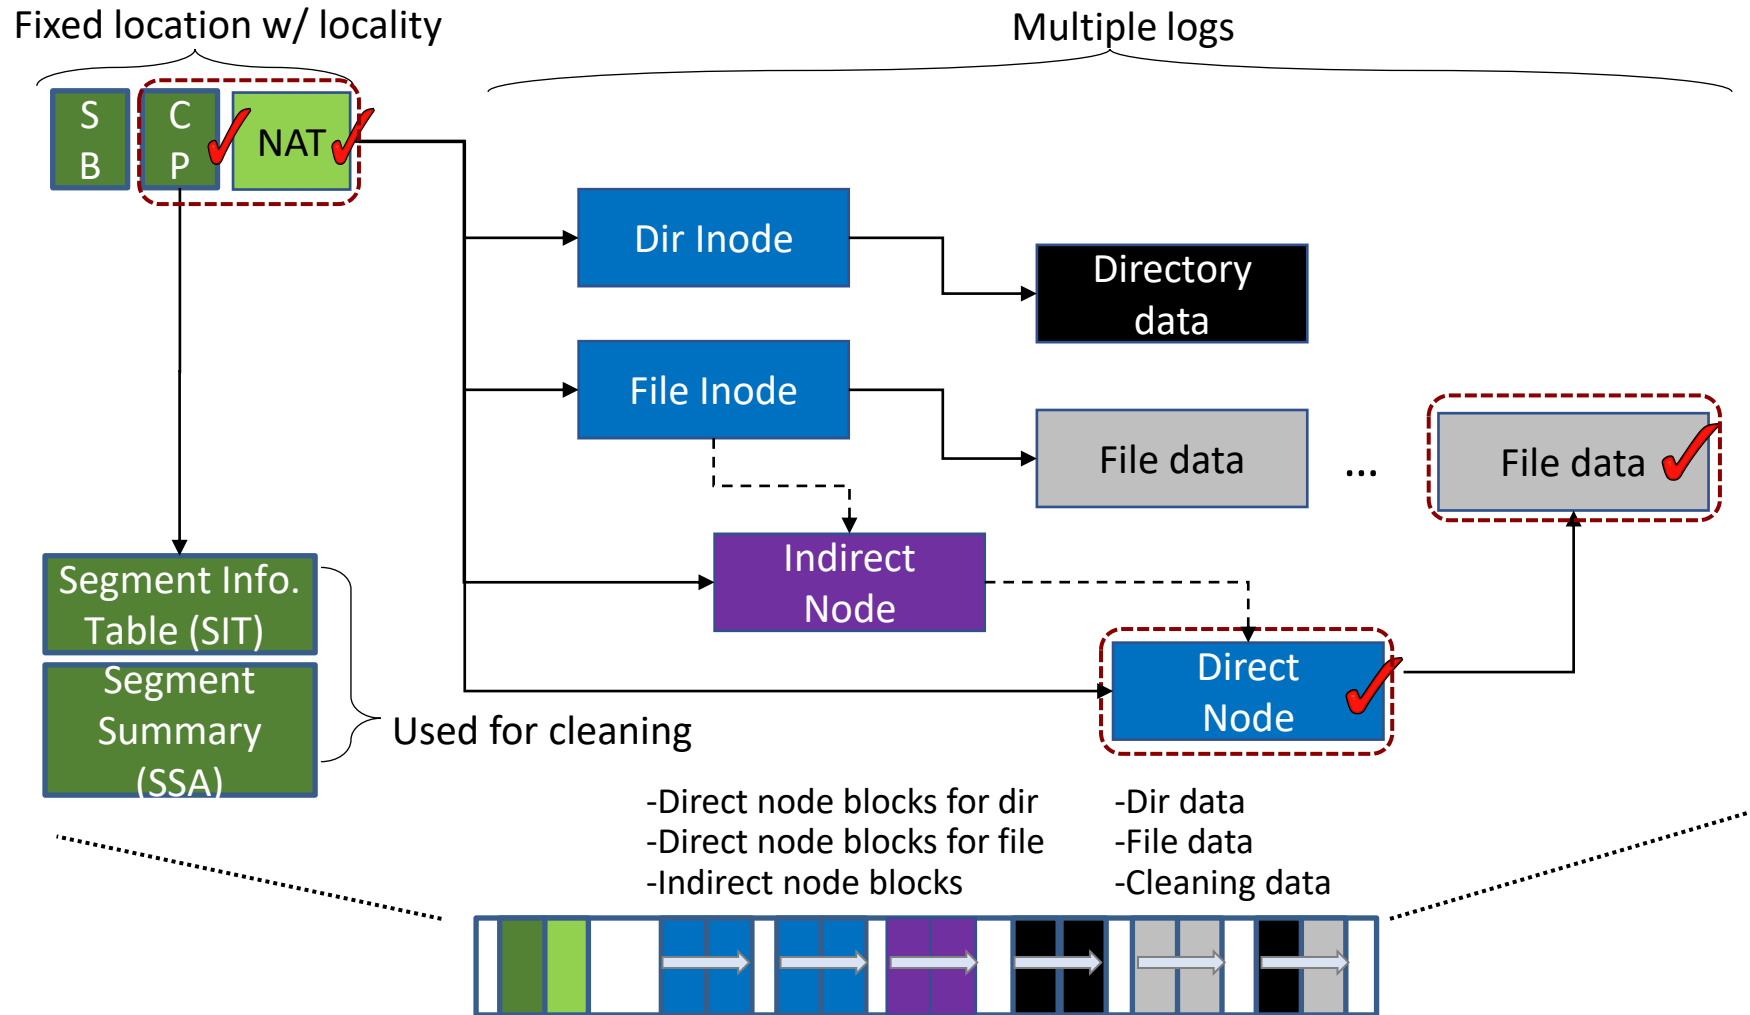 Fixed location w/ locality
Multiple logs
S
B
C
P
NAT
Dir Inode
Directory
data
File Inode
File data
...
File data
Indirect
Node
Segment Info.
Table (SIT)
Segment
Summary
(SSA)
Used for cleaning
Direct
Node
-Direct node blocks for dir
-Direct node blocks for file
-Indirect node blocks
-Dir data
-File data
-Cleaning data